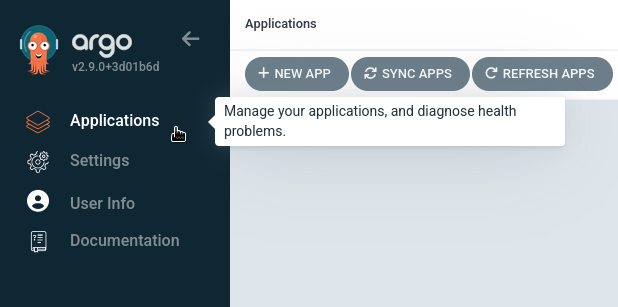 argo
v2.9.0+3d01b6d
Applications
Settings
User Info
Documentation
Applications
NEW APP
SYNC APPS
REFRESH APPS
Manage your applications, and diagnose health
problems.